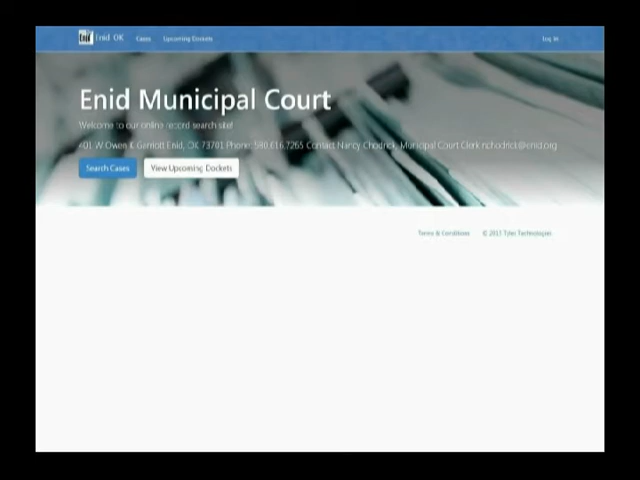 Enid OK Cases Upcoming Dockets Log In
Enid Municipal Court
Welcome to our online record search site!
401 W Owen K Garriott Enid, OK 73701 Phone: 580.616.7265 Contact Nancy Chodrick, Municipal Court Clerk nchodrick@enid.org
Search Cases View Upcoming Dockets
Terms & Conditions © 2017 Tyler Technologies